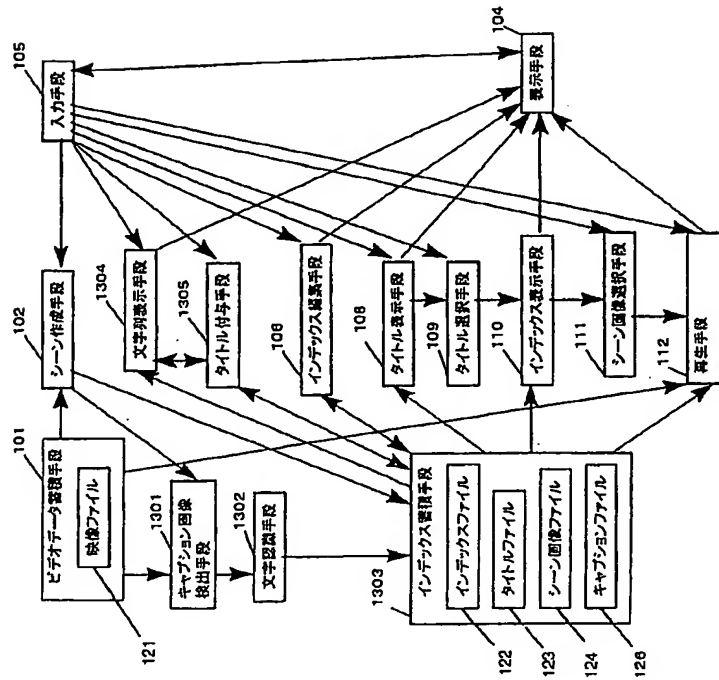 105
入力手段
104
表示手段
102
シーン作成手段
1304
文字列表示手段
1305
タイトル付与手段
106
インデックス編集手段
108
タイトル表示手段
109
タイトル選択手段
110
インデックス表示手段
111
シーン画像選択手段
112
再生手段
101
ビデオデータ蓄積手段
映像ファイル
121
1301
キャプション画像
検出手段
1302
文字認識手段
1303
インデックス蓄積手段
インデックスファイル
122
タイトルファイル
123
シーン画像ファイル
124
キャプションファイル
126